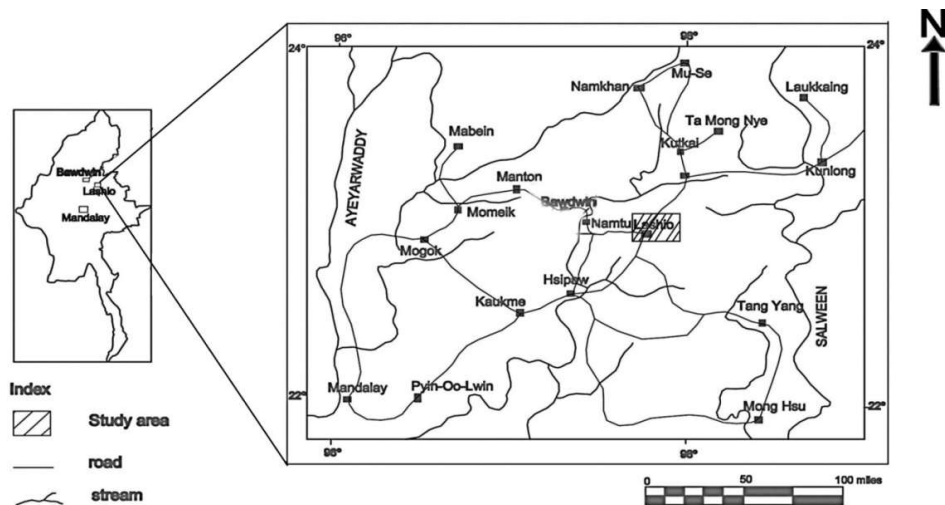 N
96°
98°
24°
24°
Mu-Se
Namkhan
Laukkaing
Ta Mong Nye
Mabein
Kutkai
AYEYARWADDY
Kunlong
Manton
Bawdwin
Momeik
Namtu
Lashio
Mogok
Hsipaw
Kaukme
Tang Yang
SALWEEN
Mandalay
Pyin-Oo-Lwin
22°
22°
Mong Hsu
96°
98°
Bawdwin
Lashio
Mandalay
Index
Study area
road
stream
0 50 100 miles